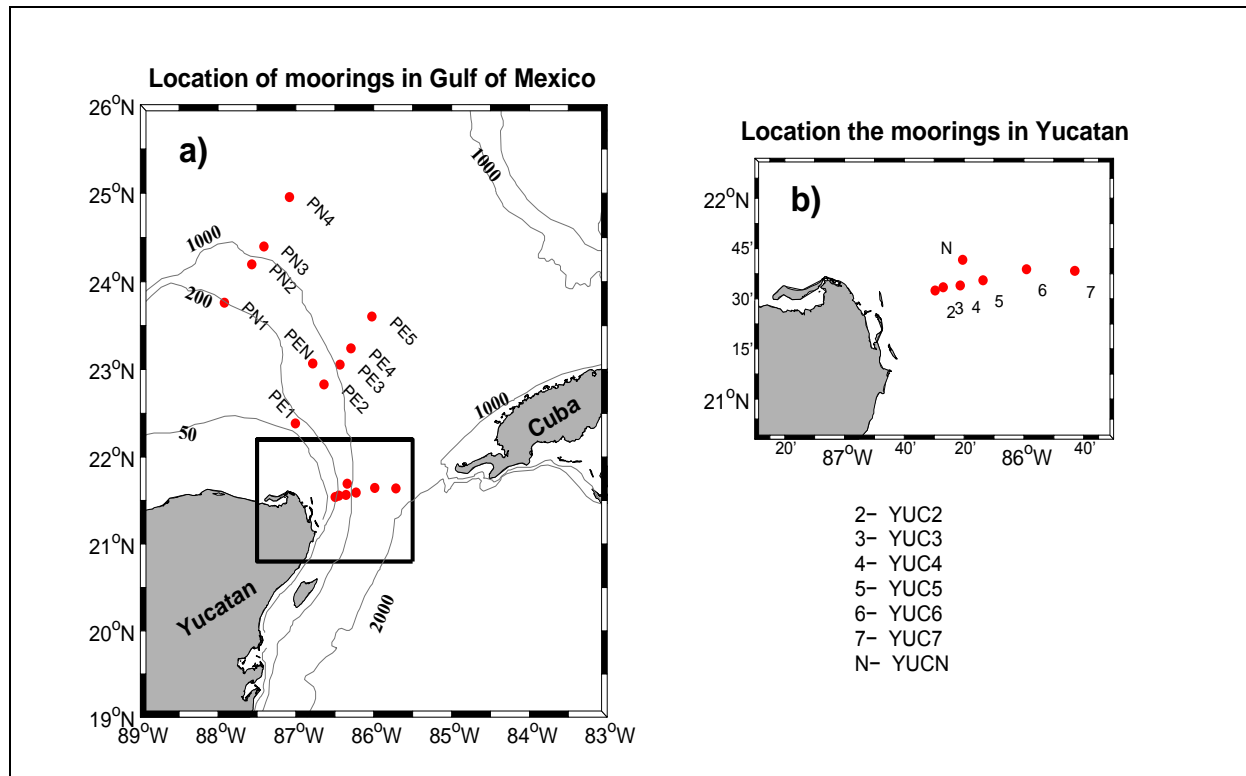 Location of moorings in Gulf of Mexico
26°N
a)
1000
25°N
PN4
1000
PN3
24°N
PN2
200
PN1
PE5
PEN
PE4
23°N
PE3
PE2
PE1
1000
Cuba
50
22°N
21°N
Yucatan
2000
20°N
19°N
89°W 88°W 87°W 86°W 85°W 84°W 83°W
Location the moorings in Yucatan
b)
22°N
45'
N
30'
2 3 4 5 6 7
15'
21°N
20' 87°W 40' 20' 86°W 40'
2− YUC2
3− YUC3
4− YUC4
5− YUC5
6− YUC6
7− YUC7
N− YUCN